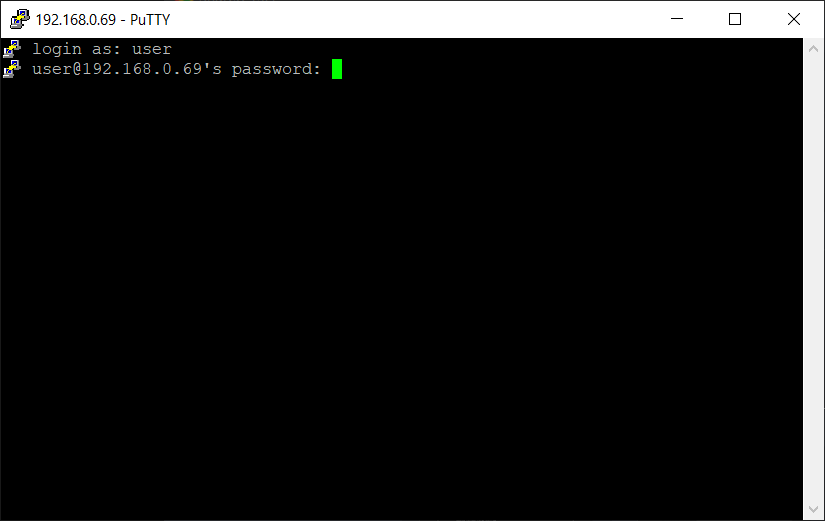 192.168.0.69 - PuTTY
login as: user
user@192.168.0.69's password: